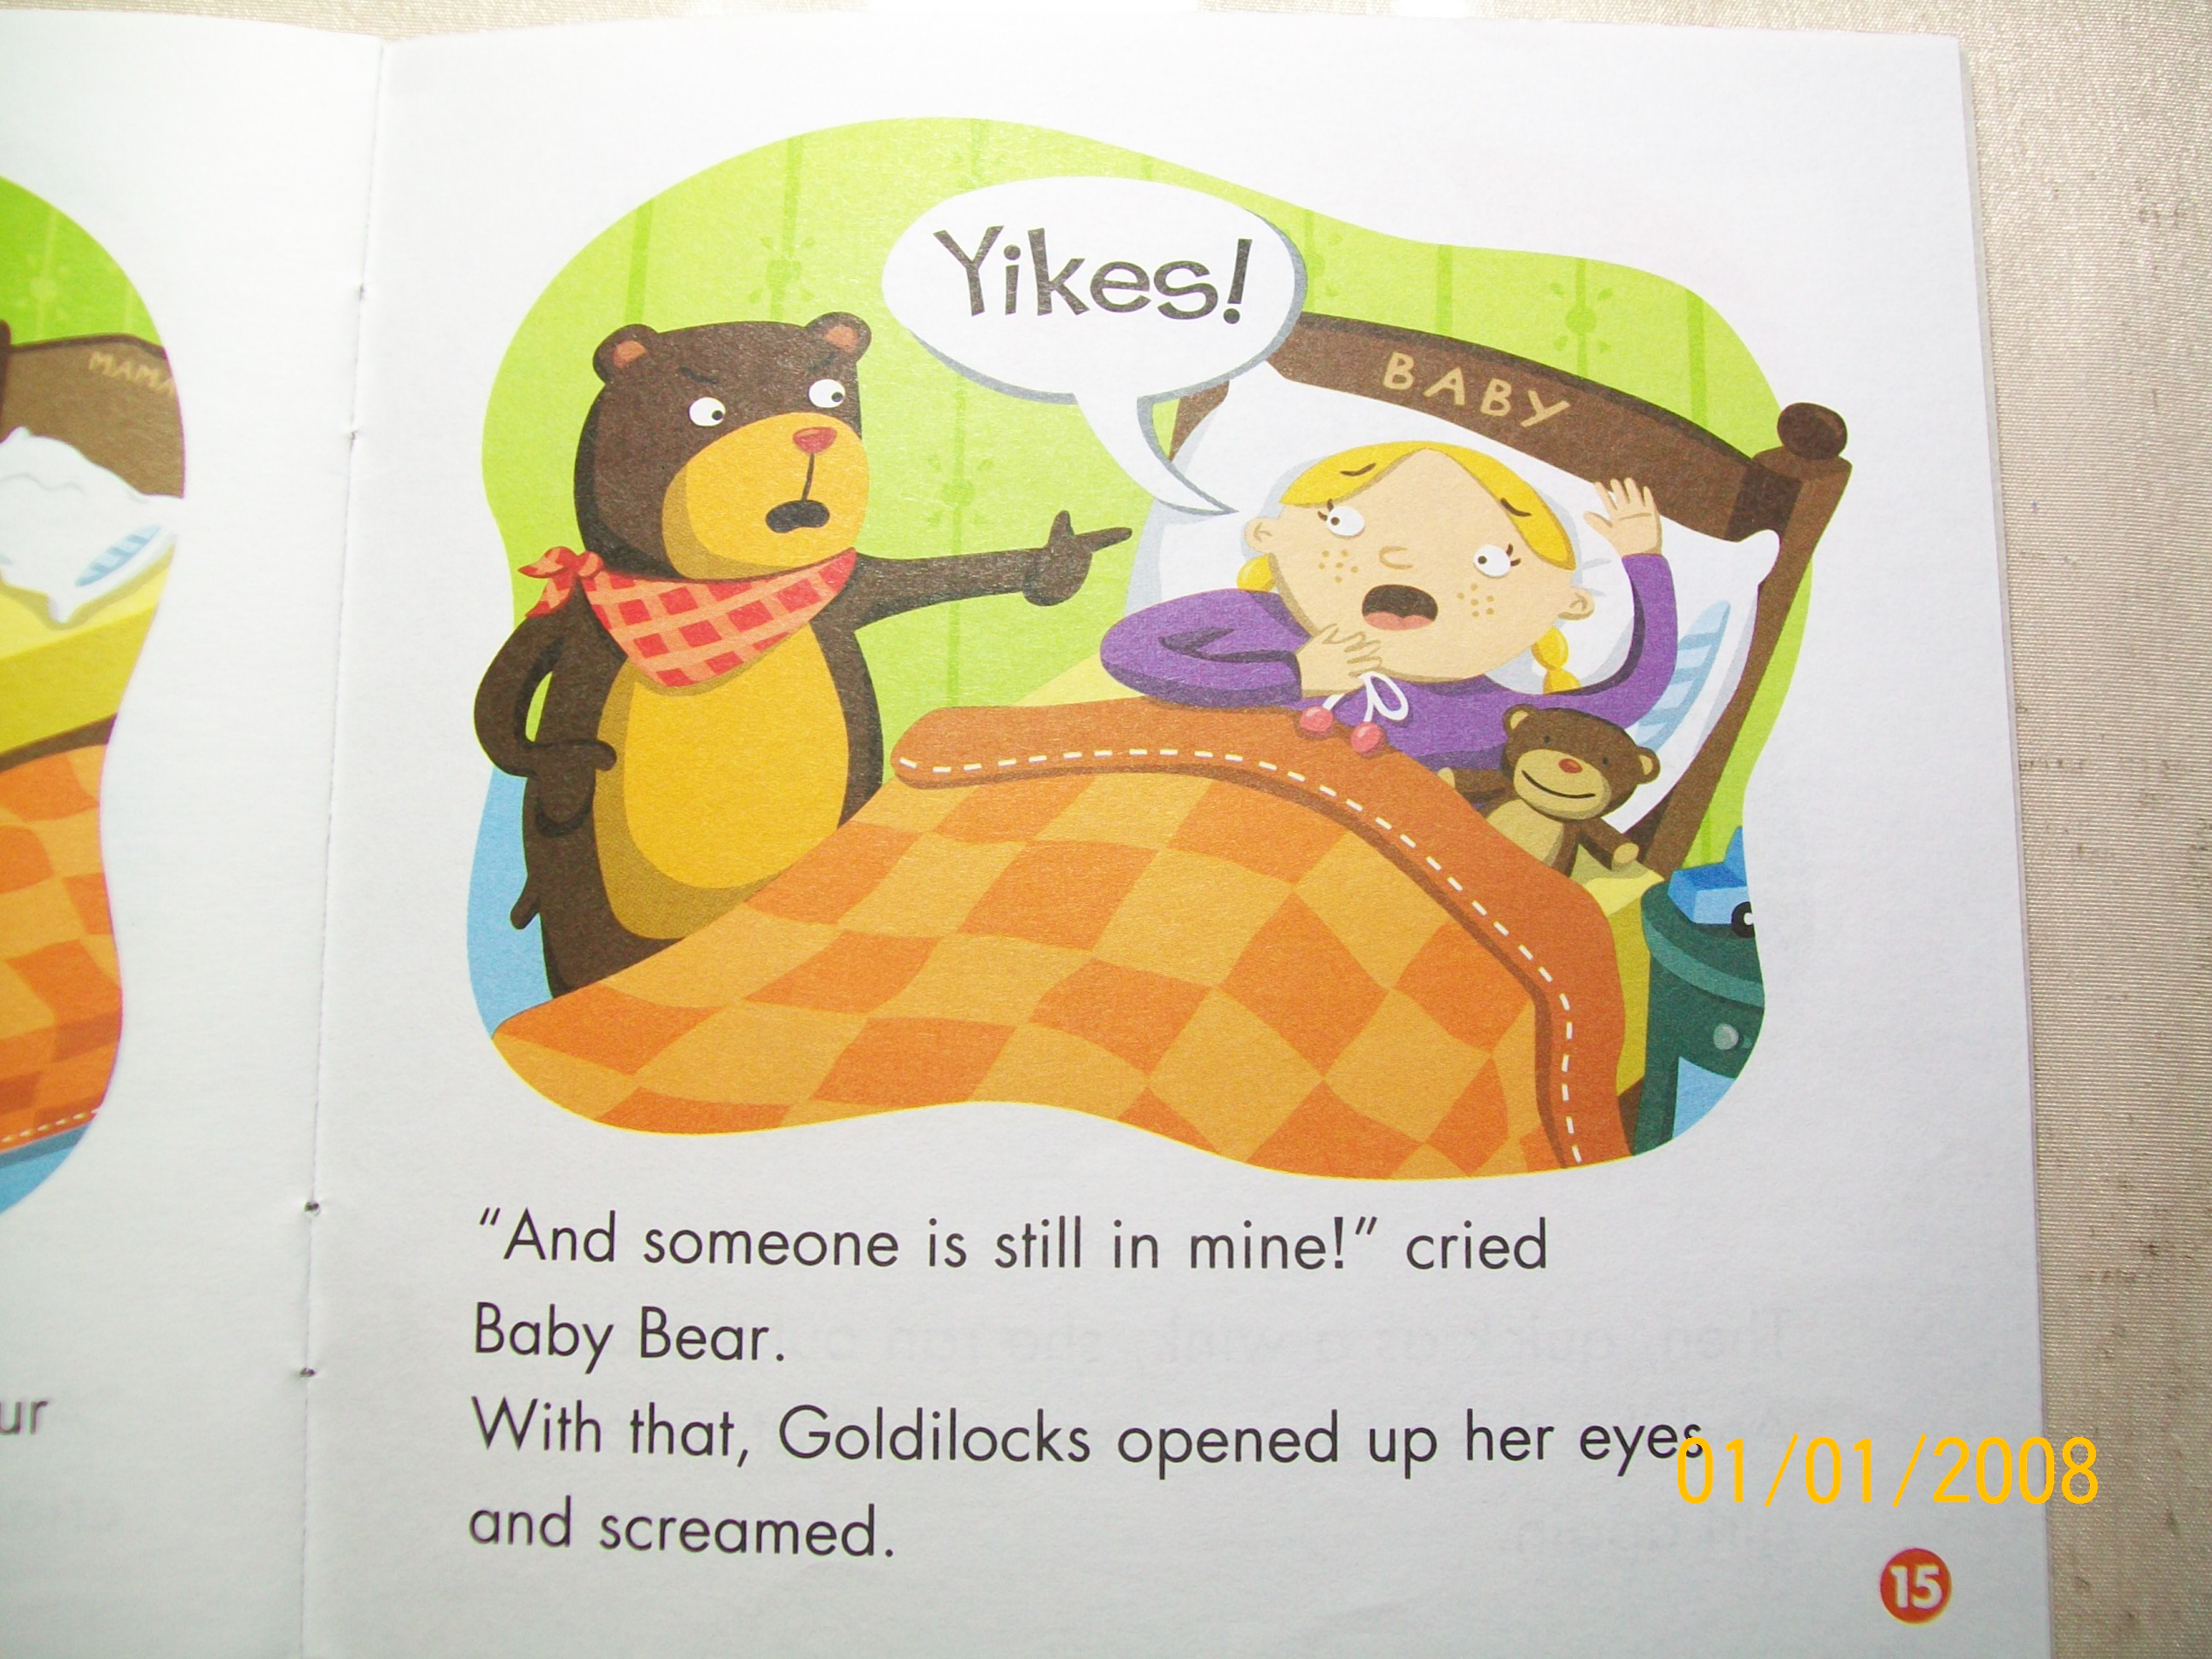 MAMA
ur
Yikes!
BABY
“And someone is still in mine!” cried
Baby Bear.
With that, Goldilocks opened up her eyes
and screamed.
01/01/2008
15